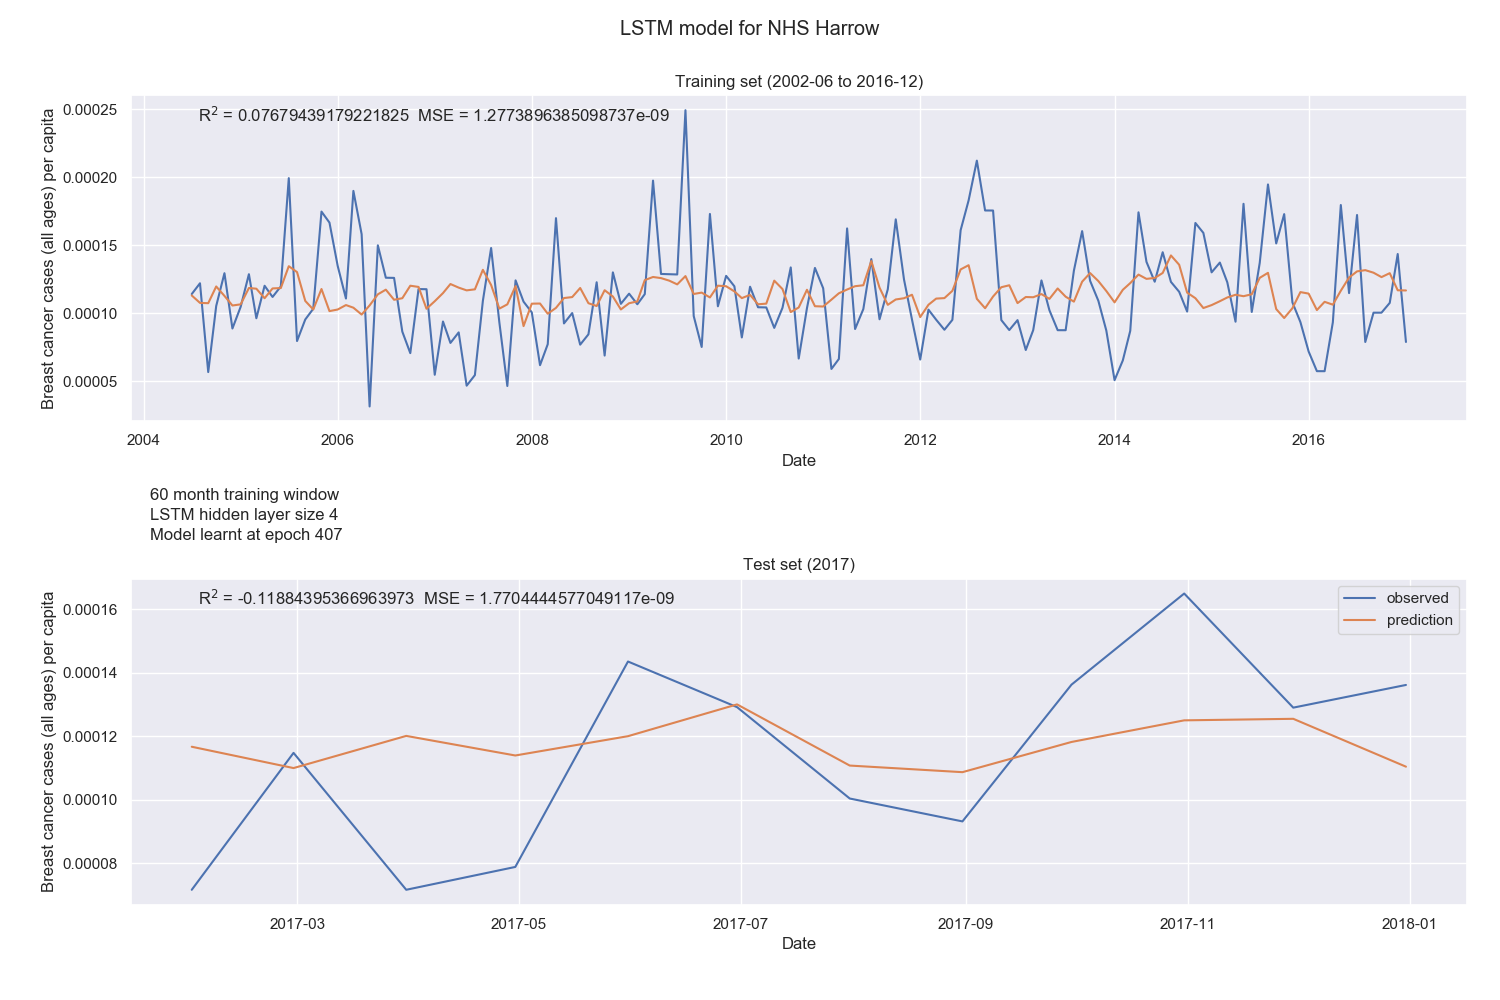 LSTM model for NHS Harrow
Training set (2002-06 to 2016-12)
R² = 0.07679439179221825 MSE = 1.2773896385098737e-09
Breast cancer cases (all ages) per capita
0.00025
0.00020
0.00015
0.00010
0.00005
2004 2006 2008 2010 2012 2014 2016
Date
60 month training window
LSTM hidden layer size 4
Model learnt at epoch 407
Test set (2017)
R² = -0.11884395366963973 MSE = 1.7704444577049117e-09
observed
prediction
Breast cancer cases (all ages) per capita
0.00016
0.00014
0.00012
0.00010
0.00008
2017-03 2017-05 2017-07 2017-09 2017-11 2018-01
Date